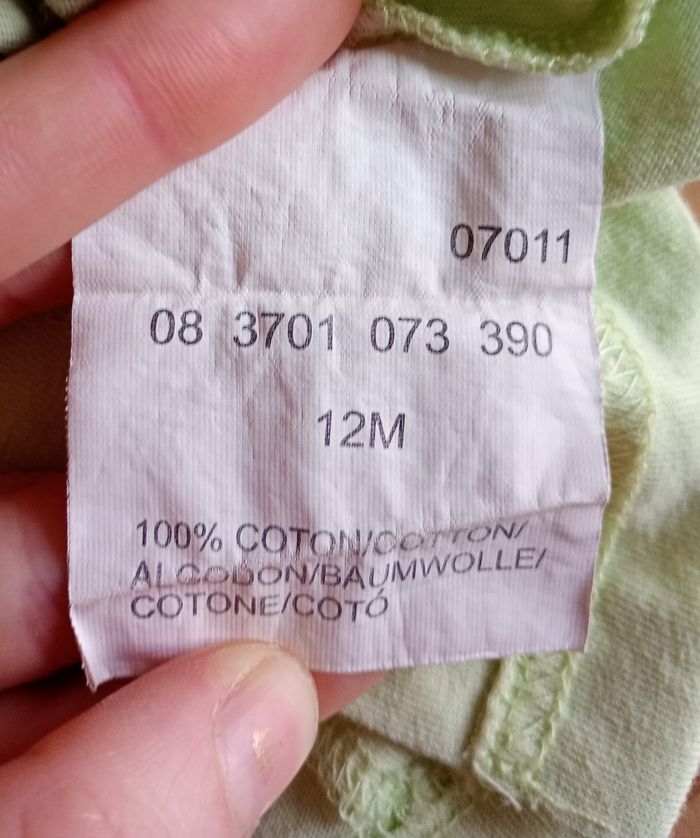 07011
08 3701 073 390
12M
100% COTON/COTTON/
ALGODON/BAUMWOLLE/
COTONE/COTÓ